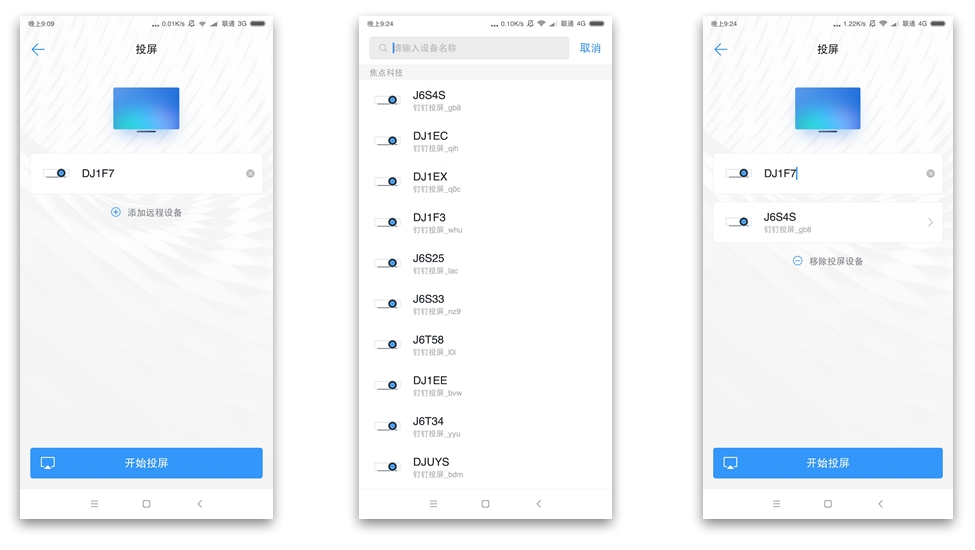 晚上9:09
0.01K/s
联通 3G
投屏
DJ1F7
添加远程设备
开始投屏
晚上9:24
0.10K/s
联通 4G
请输入设备名称
取消
焦点科技
J6S4S
钉钉投屏_gb8
DJ1EC
钉钉投屏_qih
DJ1EX
钉钉投屏_q0c
DJ1F3
钉钉投屏_whu
J6S25
钉钉投屏_lac
J6S33
钉钉投屏_nz9
J6T58
钉钉投屏_l0i
DJ1EE
钉钉投屏_bvw
J6T34
钉钉投屏_yyu
DJUYS
钉钉投屏_bdm
晚上9:24
1.22K/s
联通 4G
投屏
DJ1F7
J6S4S
钉钉投屏_gb8
移除投屏设备
开始投屏